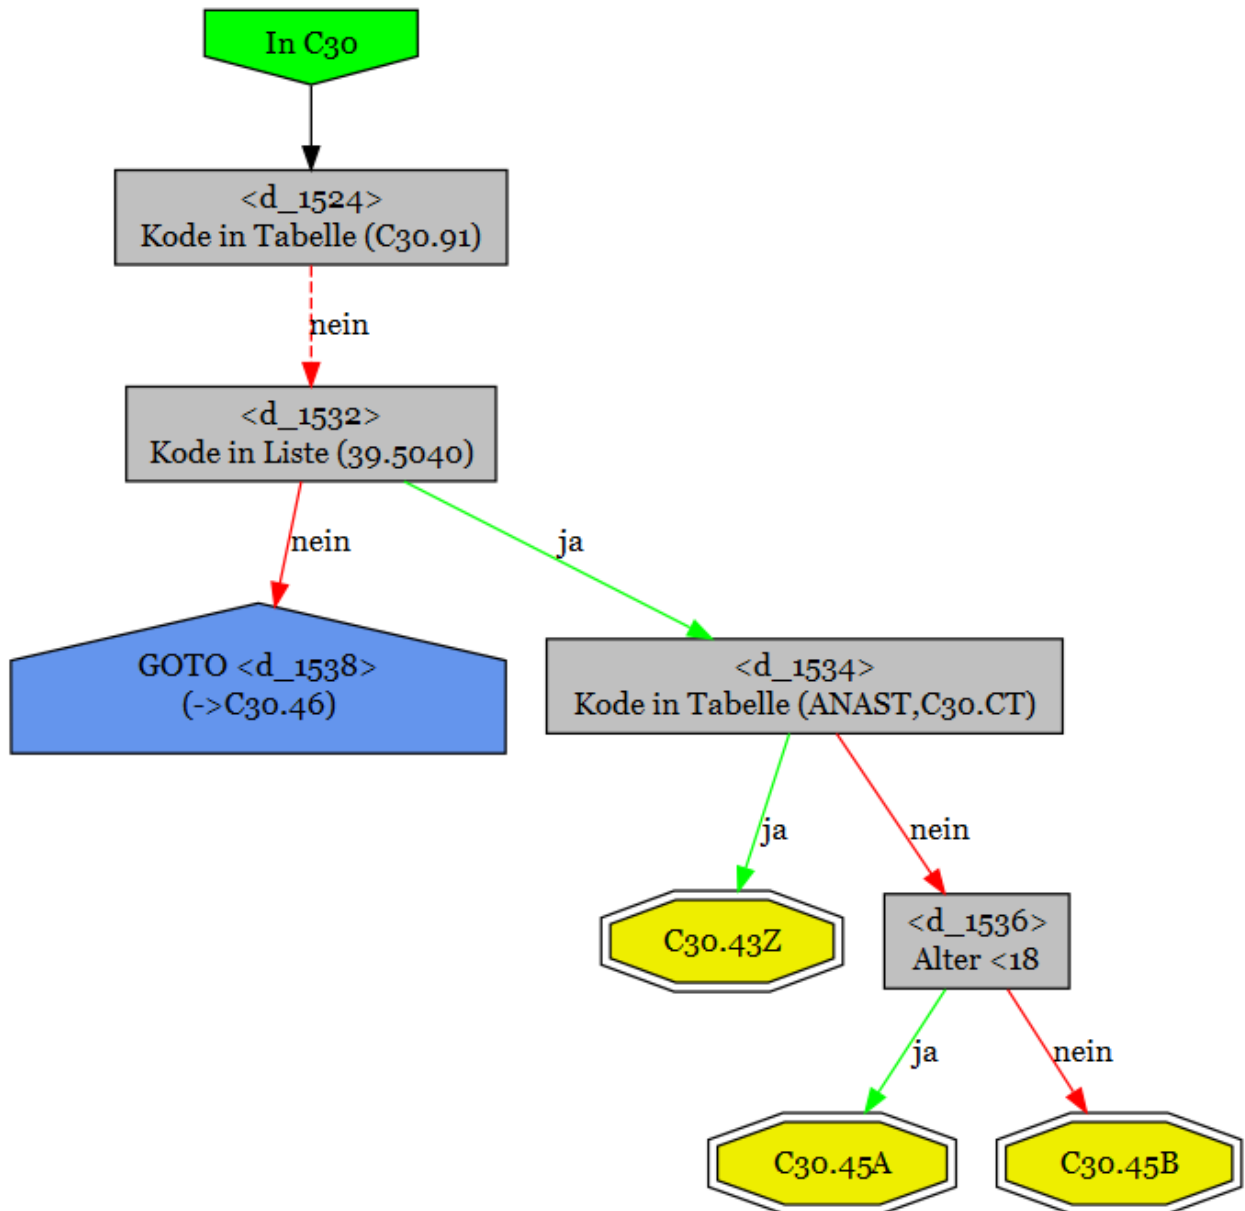 In C30
<d_1524>
Kode in Tabelle (C30.91)
nein
<d_1532>
Kode in Liste (39.5040)
nein
ja
GOTO <d_1538>
(->C30.46)
<d_1534>
Kode in Tabelle (ANAST,C30.CT)
ja
nein
C30.43Z
<d_1536>
Alter <18
ja
nein
C30.45A
C30.45B